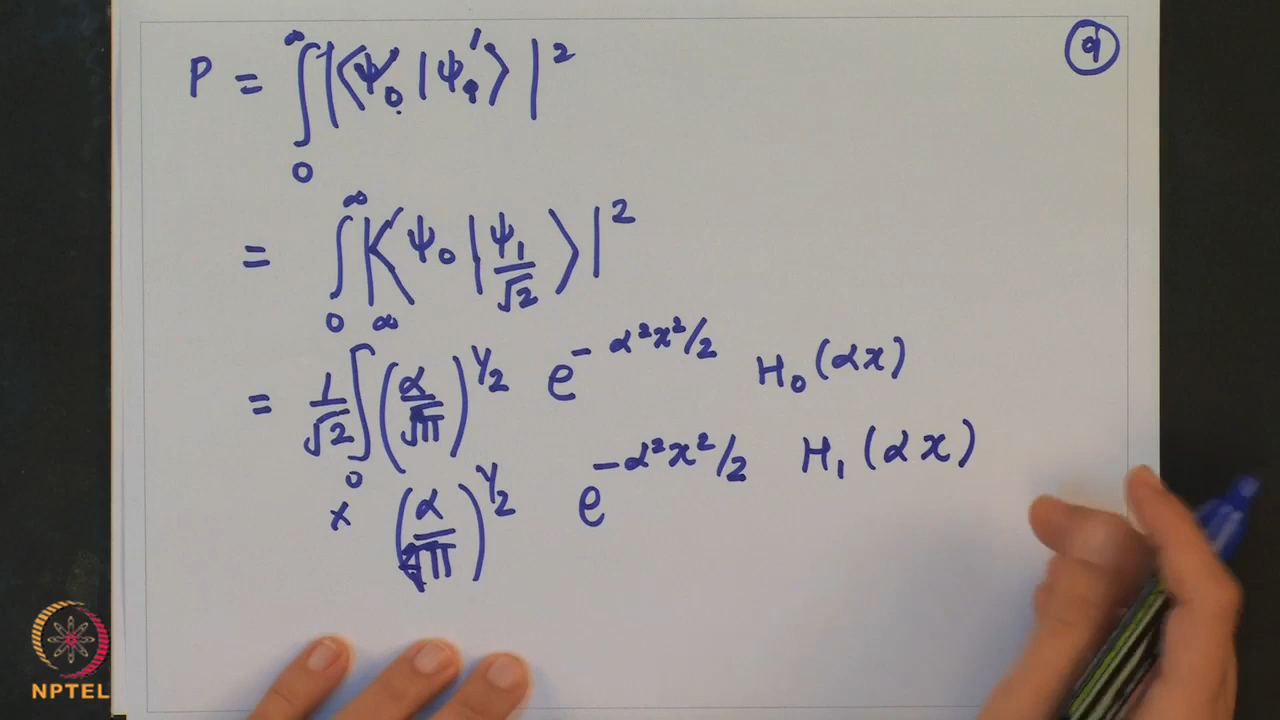 9
P = ∫₀^∞ |⟨ψ₀ | ψ₀'⟩|²
= ∫₀^∞ |⟨ψ₀ | ψ₁/√2⟩|²
= 1/√2 ∫₀^∞ (α/√π)^{1/2} e^{-α²x²/2} H₀(αx)
× (α/√π)^{1/2} e^{-α²x²/2} H₁(αx)
NPTEL